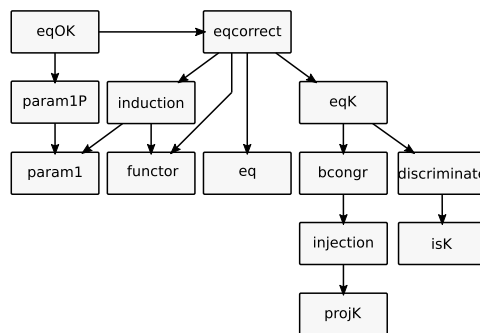 eqOK
eqcorrect
param1P
induction
eqK
param1
functor
eq
bcongr
discriminate
injection
isK
projK